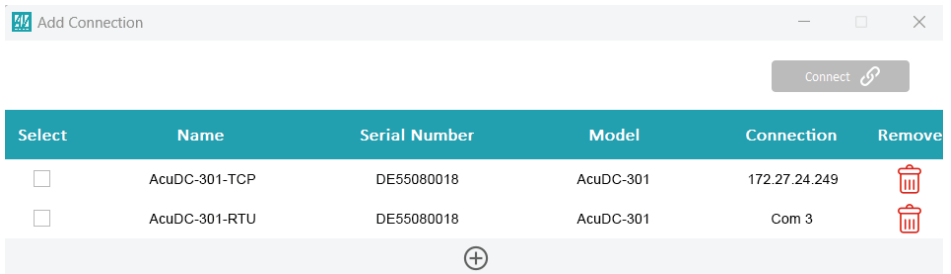 Add Connection
Connect
Select Name Serial Number Model Connection Remove
AcuDC-301-TCP DE55080018 AcuDC-301 172.27.24.249
AcuDC-301-RTU DE55080018 AcuDC-301 Com 3